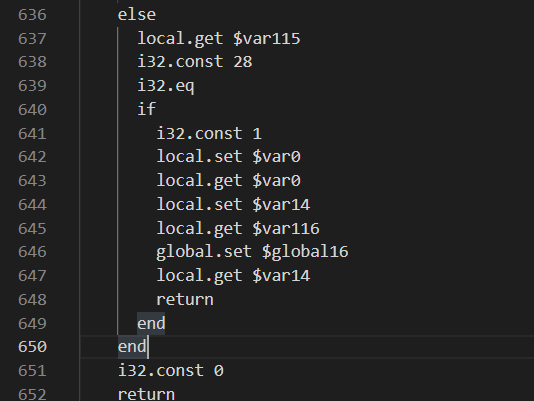 636 else
637 local.get $var115
638 i32.const 28
639 i32.eq
640 if
641 i32.const 1
642 local.set $var0
643 local.get $var0
644 local.set $var14
645 local.get $var116
646 global.set $global16
647 local.get $var14
648 return
649 end
650 end
651 i32.const 0
652 return